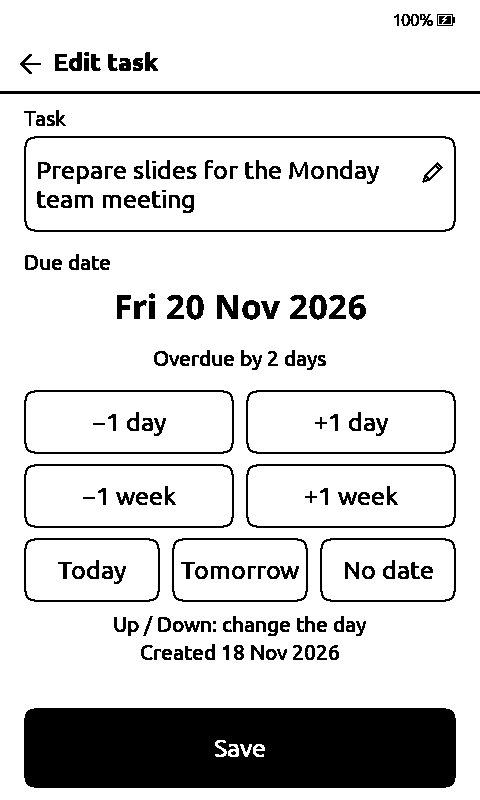 100%
Edit task
Task
Prepare slides for the Monday
team meeting
Due date
Fri 20 Nov 2026
Overdue by 2 days
−1 day
+1 day
−1 week
+1 week
Today
Tomorrow
No date
Up / Down: change the day
Created 18 Nov 2026
Save